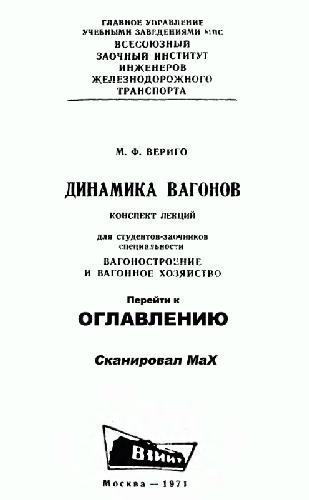 ГЛАВНОЕ УПРАВЛЕНИЕ
УЧЕБНЫМИ ЗАВЕДЕНИЯМИ МПС
ВСЕСОЮЗНЫЙ
ЗАОЧНЫЙ ИНСТИТУТ
ИНЖЕНЕРОВ
ЖЕЛЕЗНОДОРОЖНОГО
ТРАНСПОРТА
М. Ф. ВЕРИГО
ДИНАМИКА ВАГОНОВ
КОНСПЕКТ ЛЕКЦИЙ
для студентов-заочников
специальности
ВАГОНОСТРОЕНИЕ
И ВАГОННОЕ ХОЗЯЙСТВО
Перейти к
ОГЛАВЛЕНИЮ
Сканировал МаХ
Москва — 1971